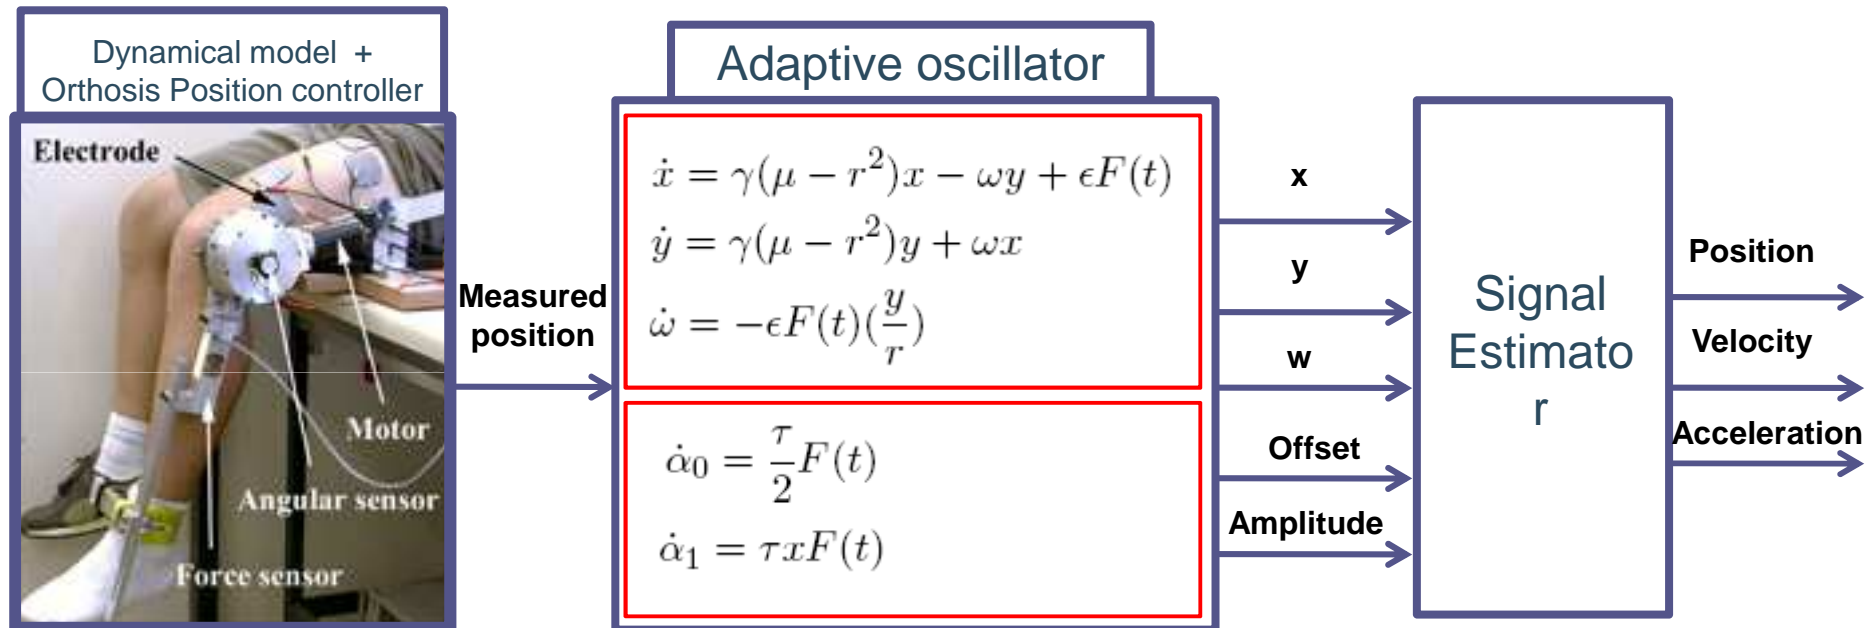 Dynamical model +
Orthosis Position controller
Electrode
Motor
Angular sensor
Force sensor
Measured
position
Adaptive oscillator
ẋ = γ(μ − r²)x − ωy + ϵF(t)
ẏ = γ(μ − r²)y + ωx
ω̇ = −ϵF(t)(y/r)
α̇₀ = τ/2 F(t)
α̇₁ = τxF(t)
x
y
w
Offset
Amplitude
Signal
Estimato
r
Position
Velocity
Acceleration